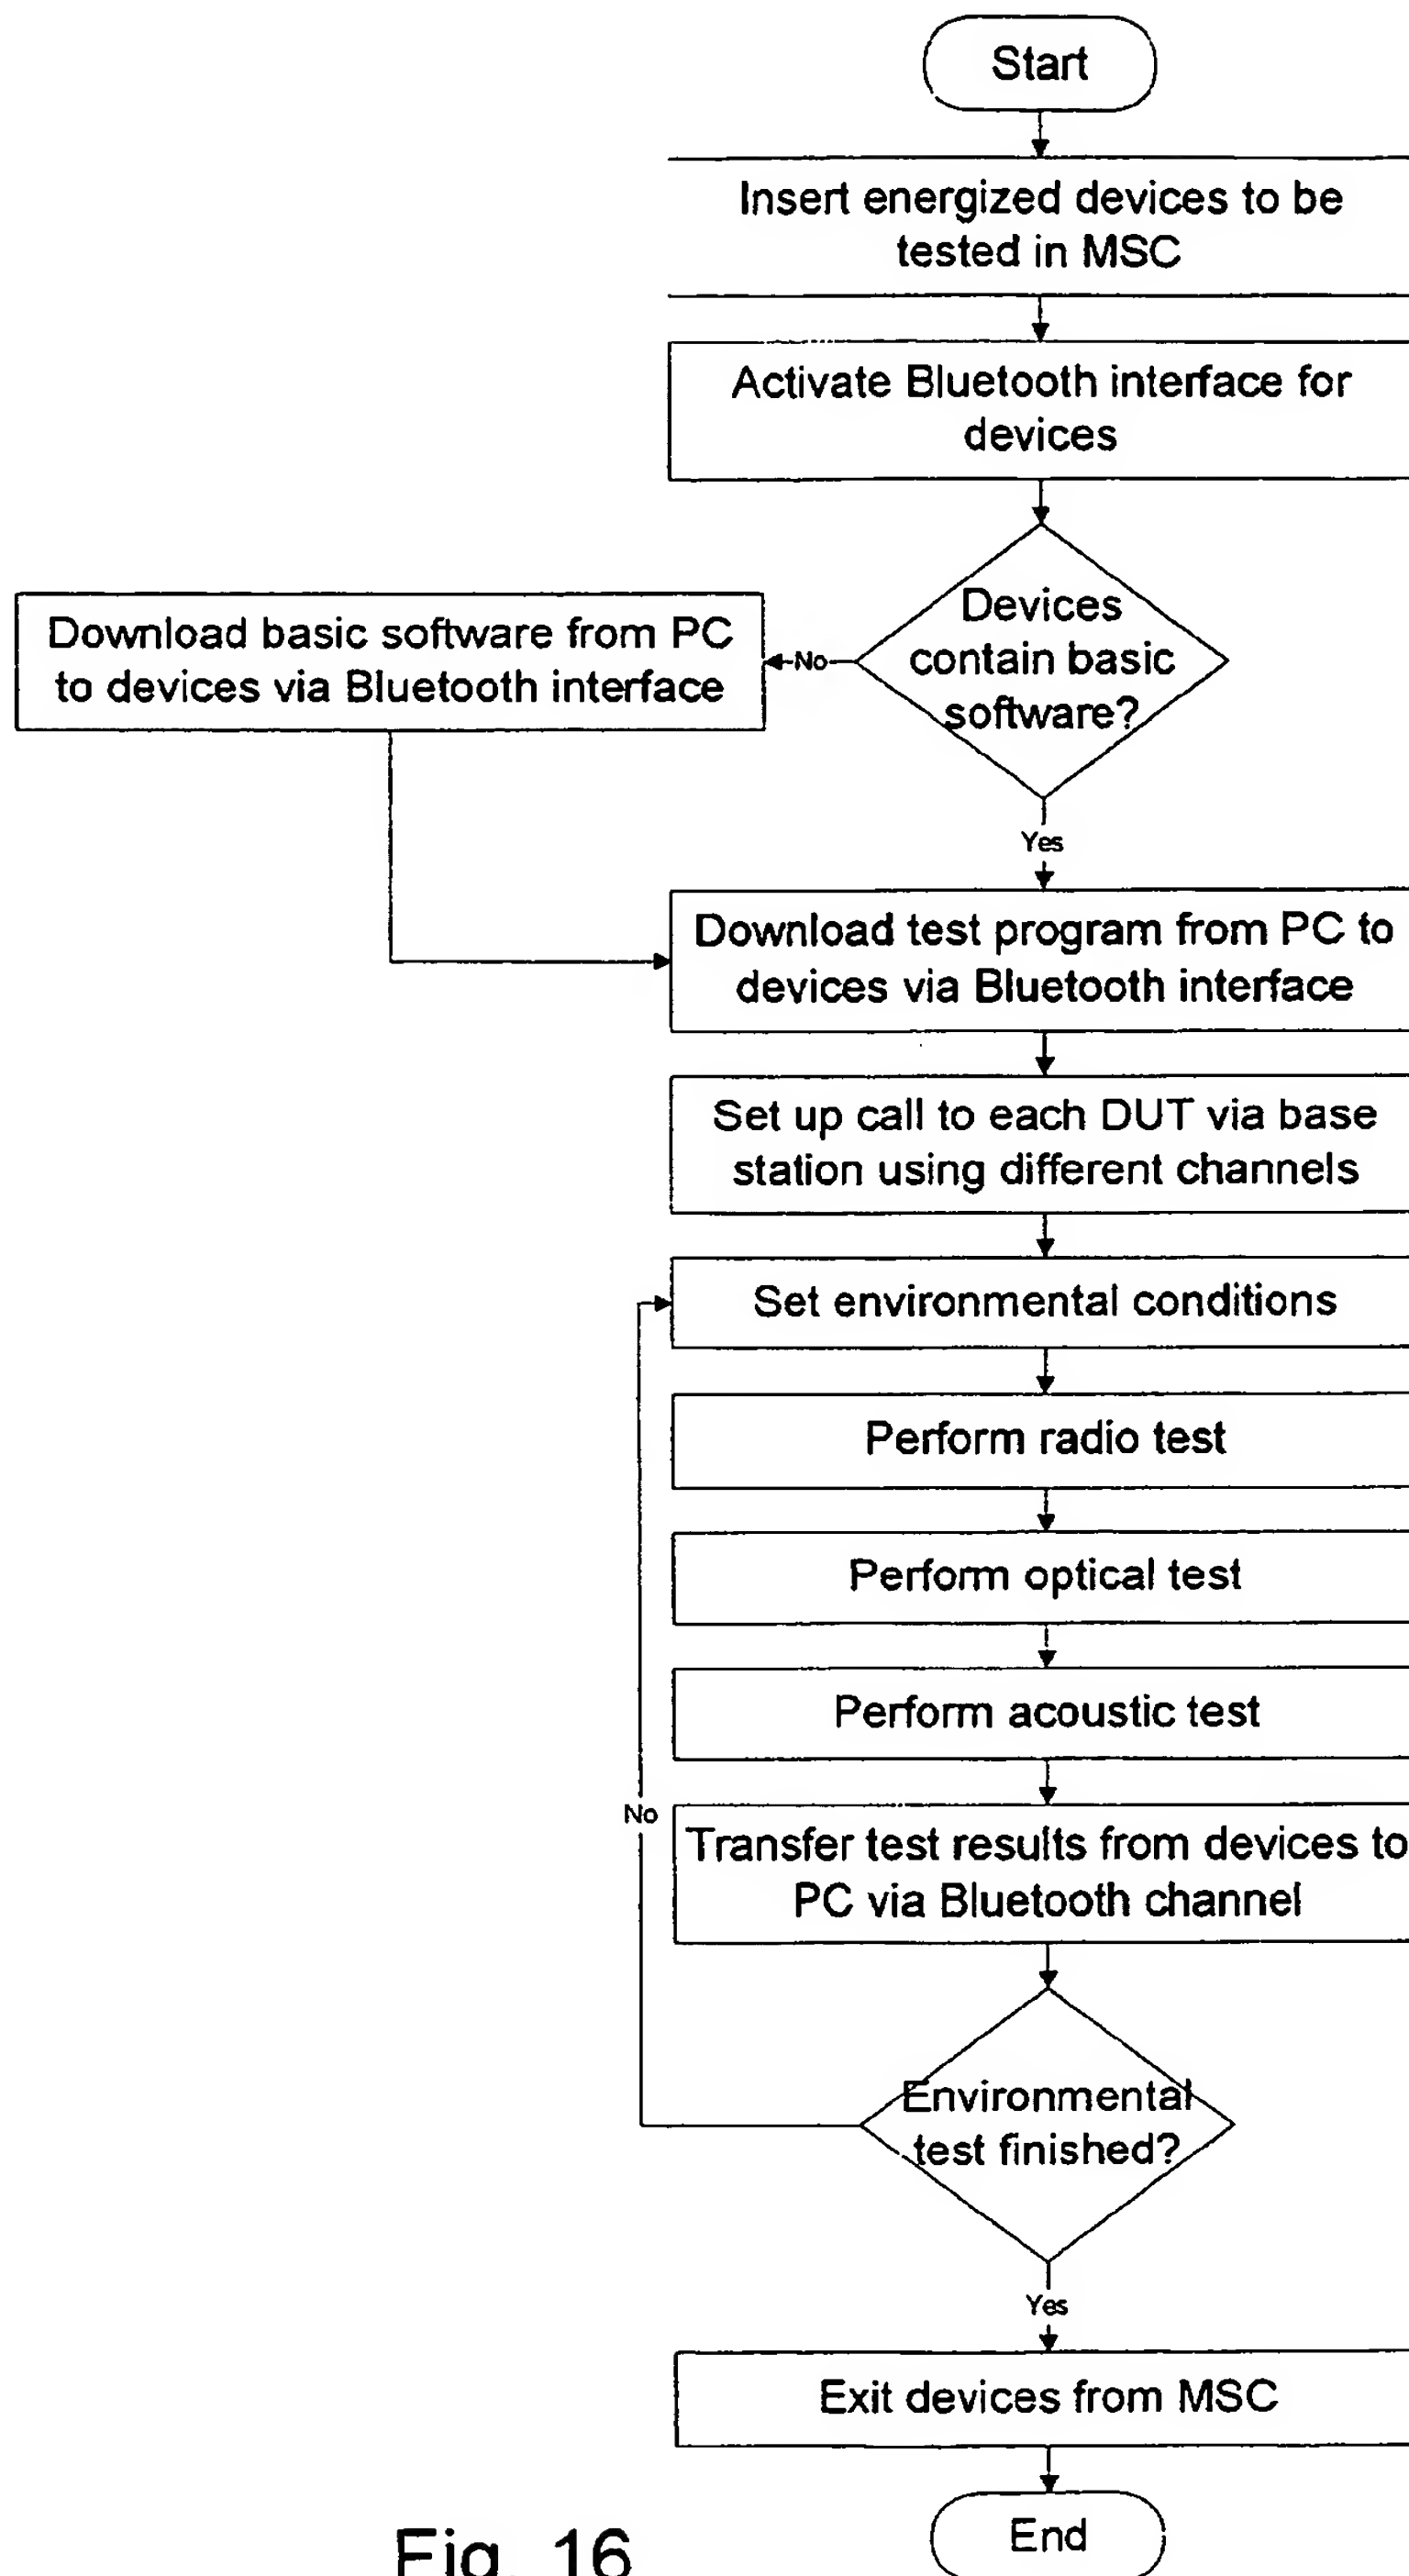 Start
Insert energized devices to be
tested in MSC
Activate Bluetooth interface for
devices
Devices
contain basic
software?
No
Download basic software from PC
to devices via Bluetooth interface
Yes
Download test program from PC to
devices via Bluetooth interface
Set up call to each DUT via base
station using different channels
Set environmental conditions
Perform radio test
Perform optical test
Perform acoustic test
No
Transfer test results from devices to
PC via Bluetooth channel
Environmental
test finished?
Yes
Exit devices from MSC
End
Fig. 16